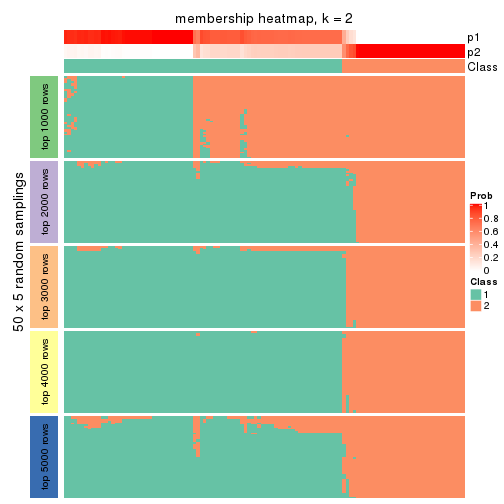 membership heatmap, k = 2
p1
p2
Class
50 x 5 random samplings
top 1000 rows
top 2000 rows
top 3000 rows
top 4000 rows
top 5000 rows
Prob
1
0.8
0.6
0.4
0.2
0
Class
1
2